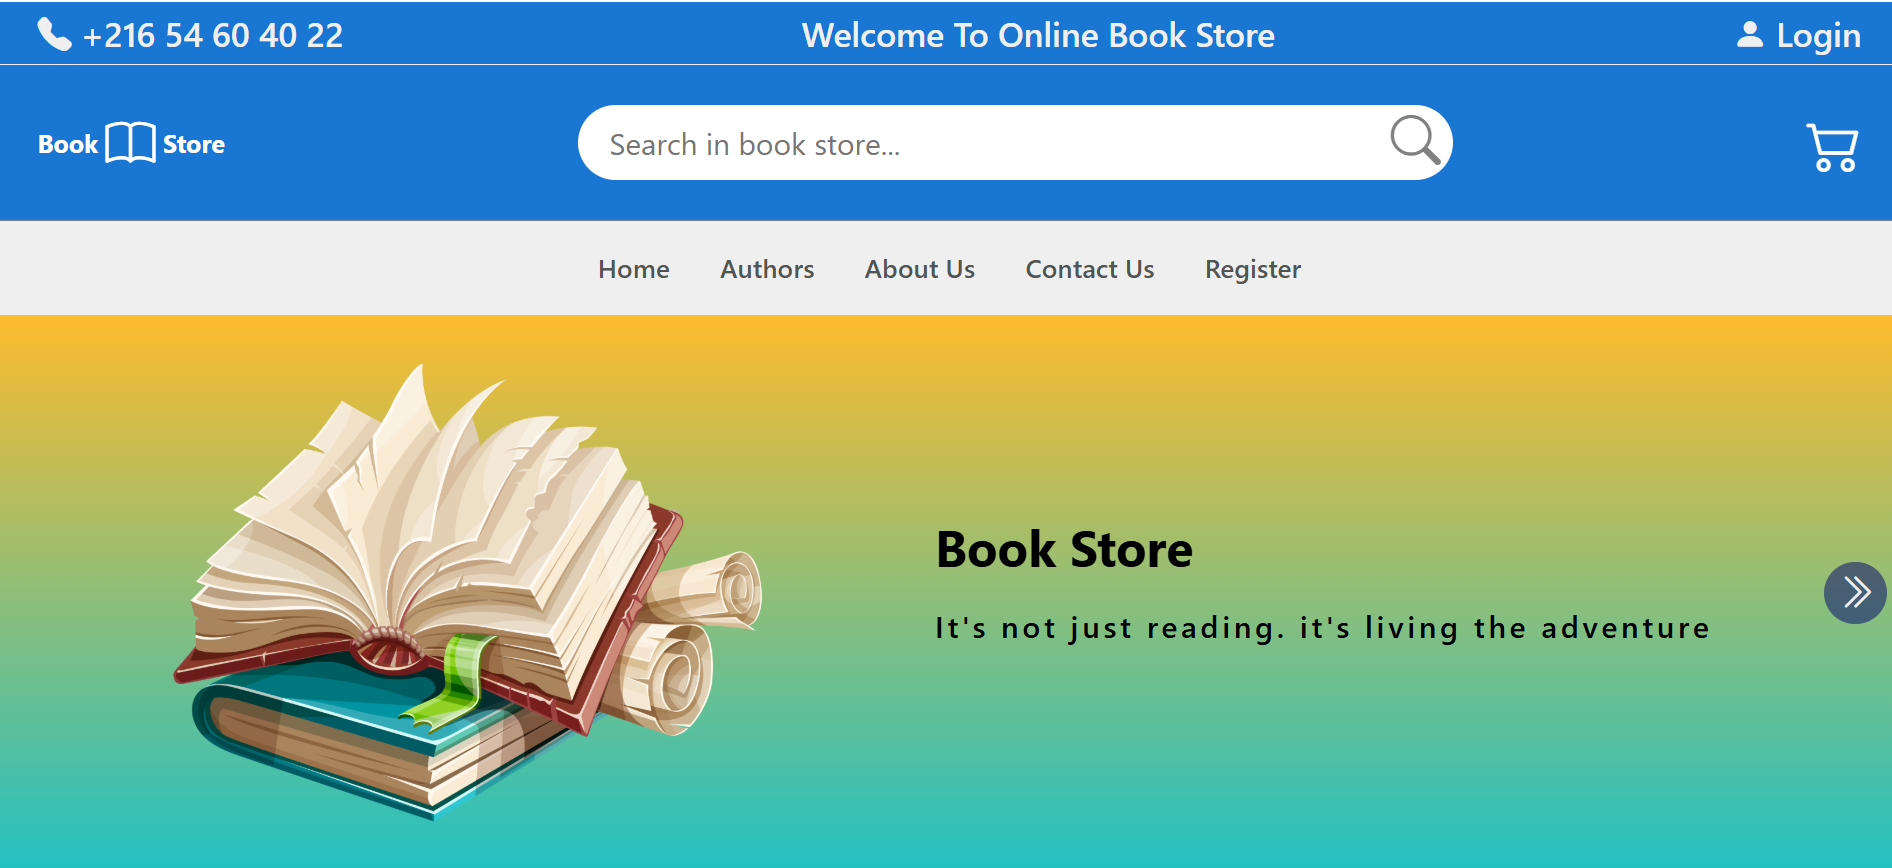 +216 54 60 40 22
Welcome To Online Book Store
Login
Book Store
Search in book store...
Home
Authors
About Us
Contact Us
Register
Book Store
It's not just reading. it's living the adventure